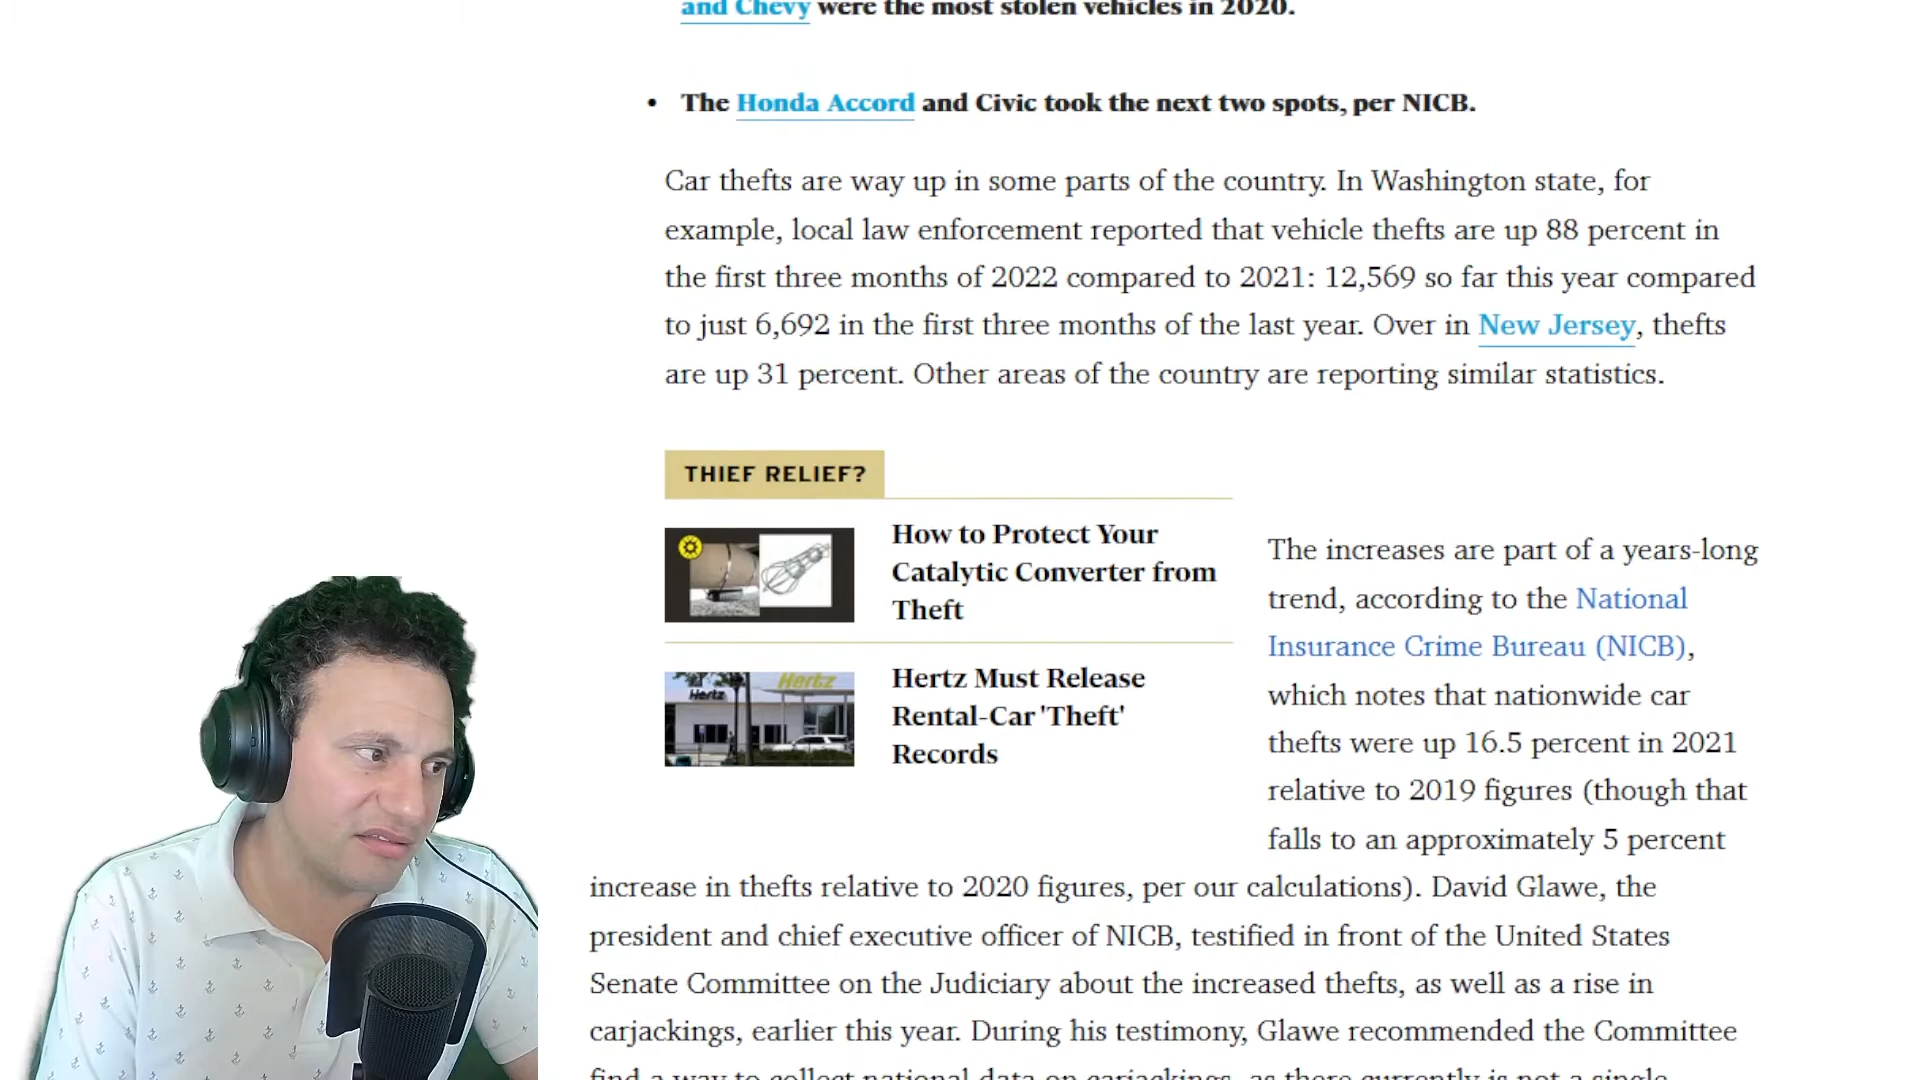 and Chevy were the most stolen vehicles in 2020.
• The Honda Accord and Civic took the next two spots, per NICB.
Car thefts are way up in some parts of the country. In Washington state, for
example, local law enforcement reported that vehicle thefts are up 88 percent in
the first three months of 2022 compared to 2021: 12,569 so far this year compared
to just 6,692 in the first three months of the last year. Over in New Jersey, thefts
are up 31 percent. Other areas of the country are reporting similar statistics.
THIEF RELIEF?
How to Protect Your
Catalytic Converter from
Theft
Hertz
Hertz
Hertz Must Release
Rental-Car 'Theft'
Records
The increases are part of a years-long
trend, according to the National
Insurance Crime Bureau (NICB),
which notes that nationwide car
thefts were up 16.5 percent in 2021
relative to 2019 figures (though that
falls to an approximately 5 percent
increase in thefts relative to 2020 figures, per our calculations). David Glawe, the
president and chief executive officer of NICB, testified in front of the United States
Senate Committee on the Judiciary about the increased thefts, as well as a rise in
carjackings, earlier this year. During his testimony, Glawe recommended the Committee
find a way to collect national data on carjackings, as there currently is not a single